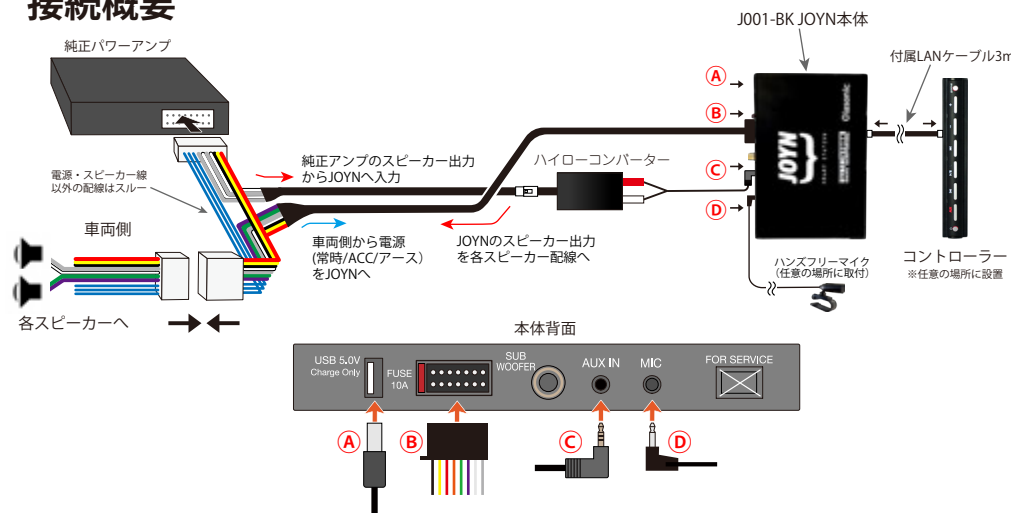 接続概要
J001-BK JOYN本体
純正パワーアンプ
付属LANケーブル3m
Ⓐ
Ⓑ
Ⓒ
Ⓓ
JOYN
Olasonic
純正アンプのスピーカー出力
からJOYNへ入力
ハイローコンバーター
電源・スピーカー線
以外の配線はスルー
車両側
車両側から電源
(常時/ACC/アース)
をJOYNへ
JOYNのスピーカー出力
を各スピーカー配線へ
ハンズフリーマイク
(任意の場所に取付)
コントローラー
※任意の場所に設置
各スピーカーへ
本体背面
USB 5.0V
Charge Only
FUSE
10A
SUB
WOOFER
AUX IN
MIC
FOR SERVICE
Ⓐ
Ⓑ
Ⓒ
Ⓓ